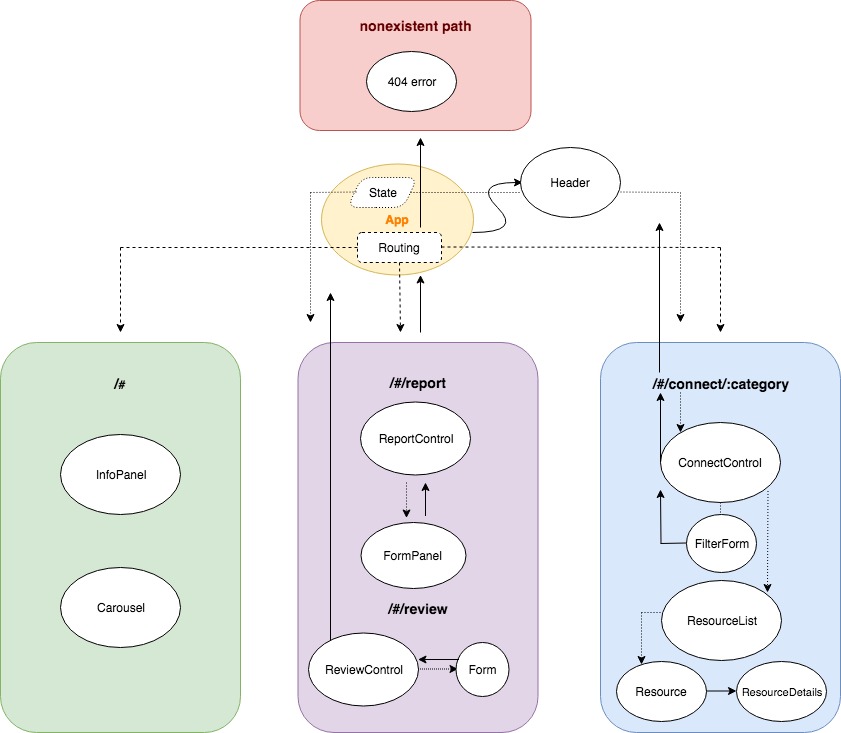 nonexistent path
404 error
State
Header
App
Routing
/#
InfoPanel
Carousel
/#/report
ReportControl
FormPanel
/#/review
ReviewControl
Form
/#/connect/:category
ConnectControl
FilterForm
ResourceList
Resource
ResourceDetails